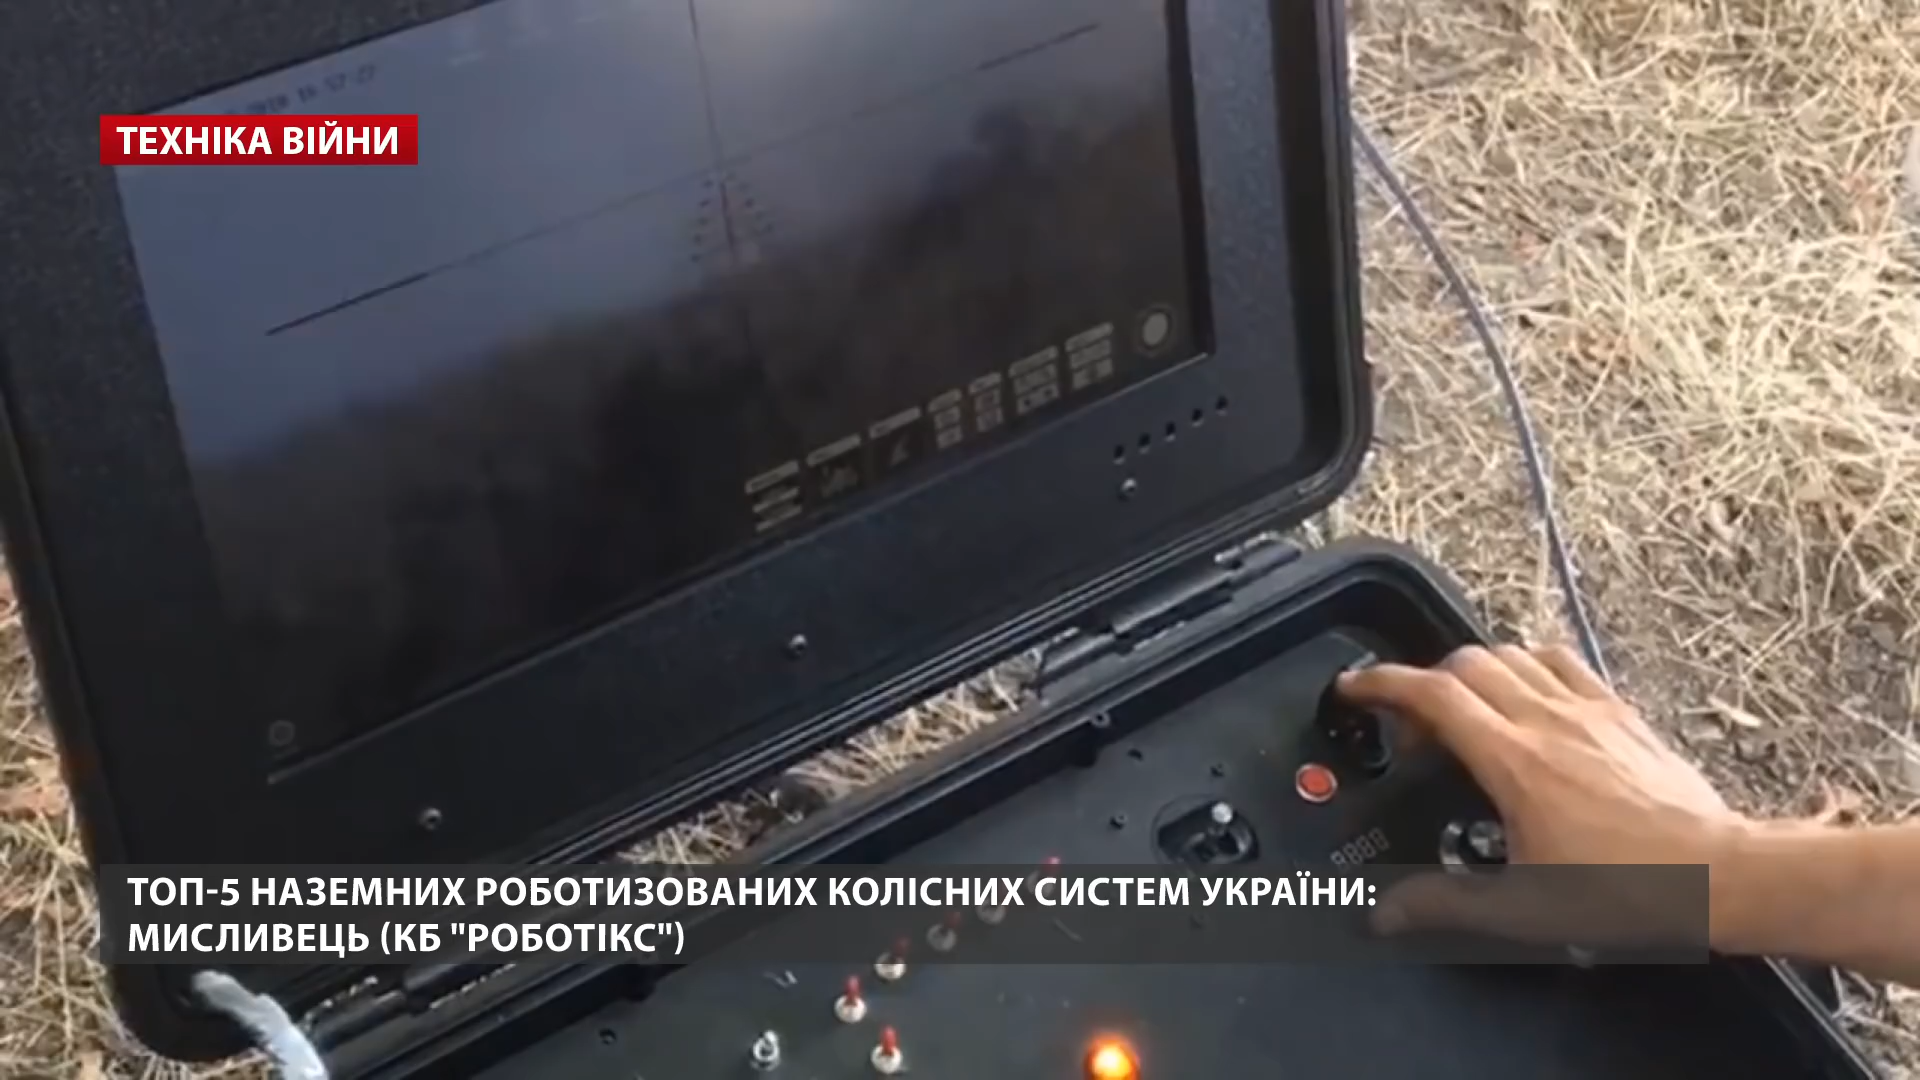 ТЕХНІКА ВІЙНИ
ТОП-5 НАЗЕМНИХ РОБОТИЗОВАНИХ КОЛІСНИХ СИСТЕМ УКРАЇНИ:
МИСЛИВЕЦЬ (КБ "РОБОТІКС")